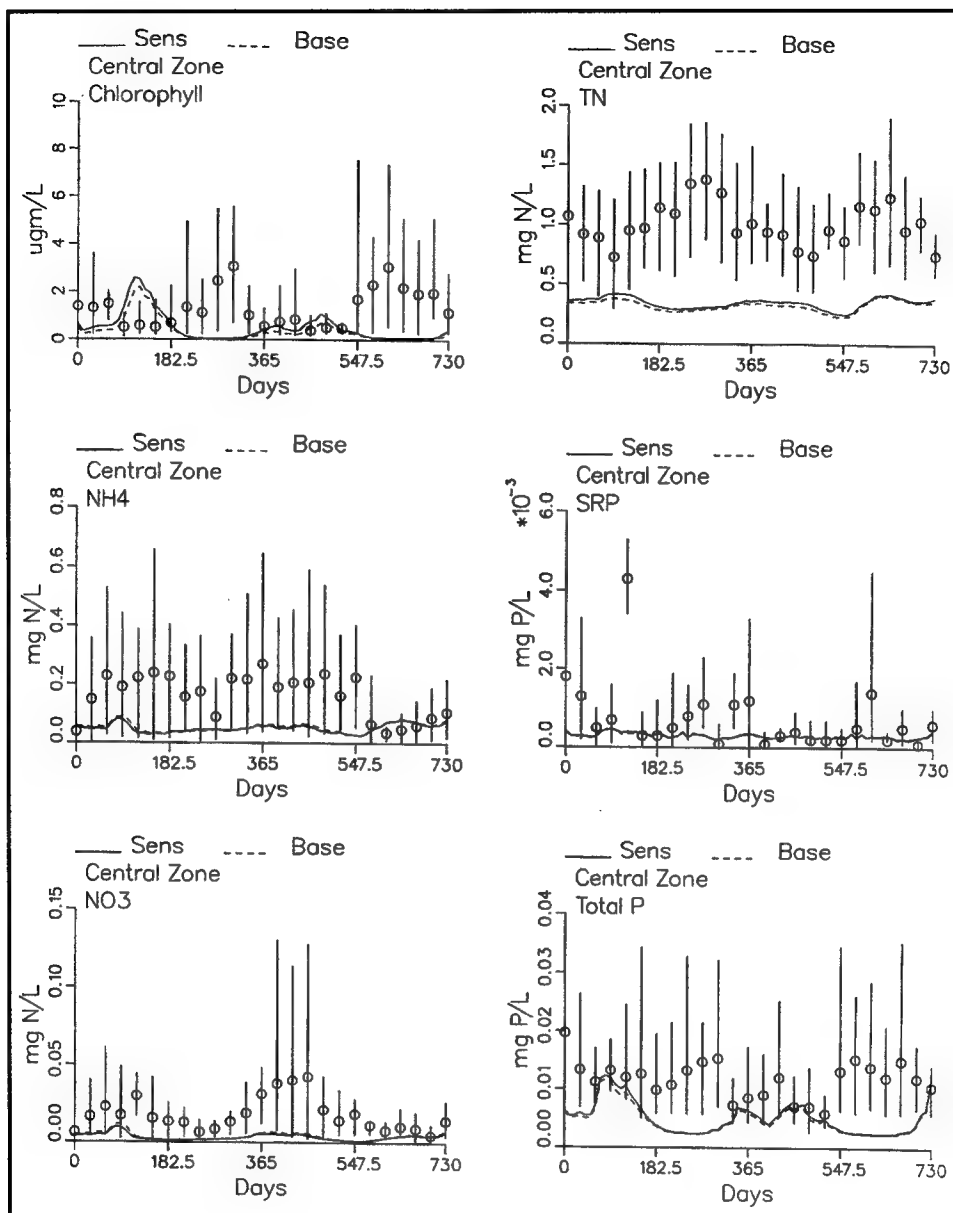 Sens Base
Central Zone
Chlorophyll
ugm/L
10
8
6
4
2
0
0 182.5 365 547.5 730
Days
Sens Base
Central Zone
TN
mg N/L
2.0
1.5
1.0
0.5
0.0
0 182.5 365 547.5 730
Days
Sens Base
Central Zone
NH4
mg N/L
0.8
0.6
0.4
0.2
0.0
0 182.5 365 547.5 730
Days
Sens Base
Central Zone
SRP
*10⁻³
mg P/L
6.0
4.0
2.0
0.0
0 182.5 365 547.5 730
Days
Sens Base
Central Zone
NO3
mg N/L
0.15
0.10
0.05
0.00
0 182.5 365 547.5 730
Days
Sens Base
Central Zone
Total P
mg P/L
0.04
0.03
0.02
0.01
0.00
0 182.5 365 547.5 730
Days